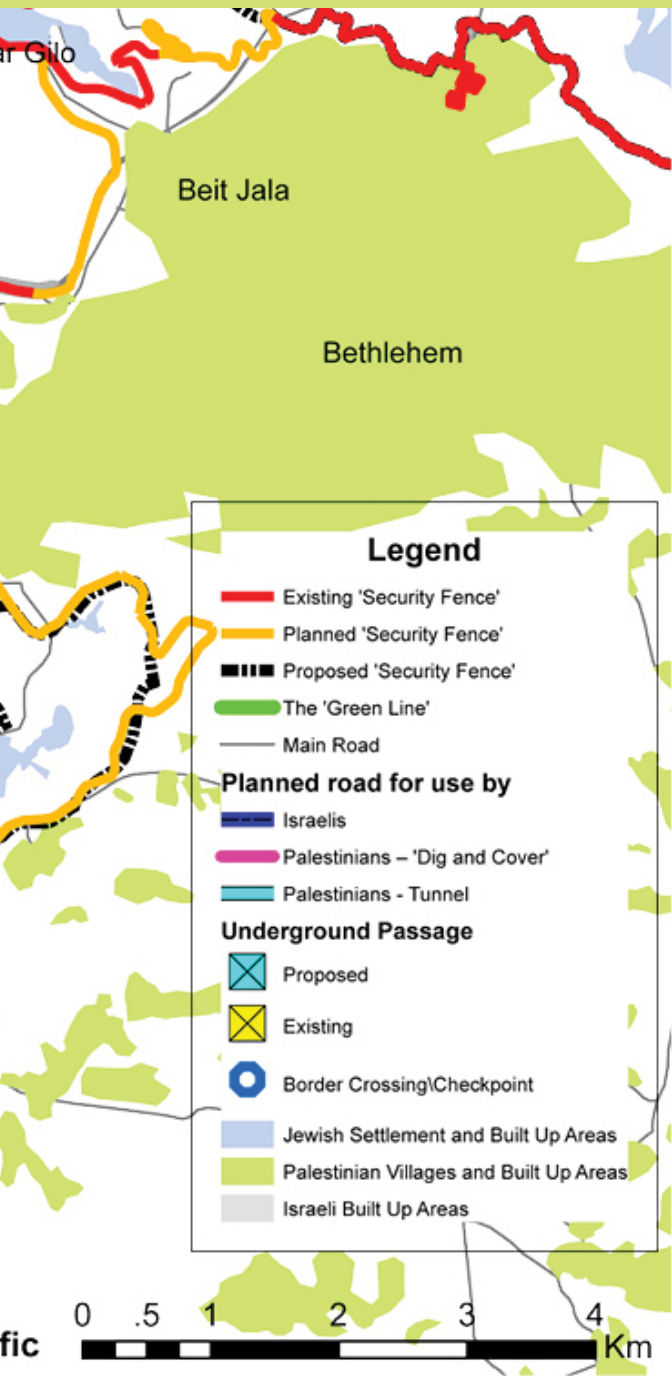 ar Gilo
Beit Jala
Bethlehem
Legend
Existing 'Security Fence'
Planned 'Security Fence'
Proposed 'Security Fence'
The 'Green Line'
Main Road
Planned road for use by
Israelis
Palestinians – 'Dig and Cover'
Palestinians - Tunnel
Underground Passage
Proposed
Existing
Border Crossing\Checkpoint
Jewish Settlement and Built Up Areas
Palestinian Villages and Built Up Areas
Israeli Built Up Areas
0 .5 1 2 3 4
fic Km